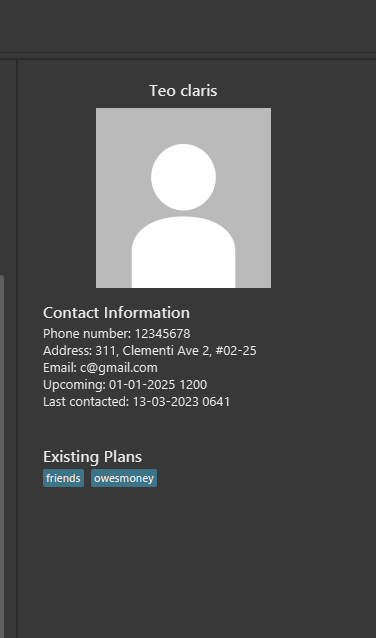 Teo claris
Contact Information
Phone number: 12345678
Address: 311, Clementi Ave 2, #02-25
Email: c@gmail.com
Upcoming: 01-01-2025 1200
Last contacted: 13-03-2023 0641
Existing Plans
friends owesmoney